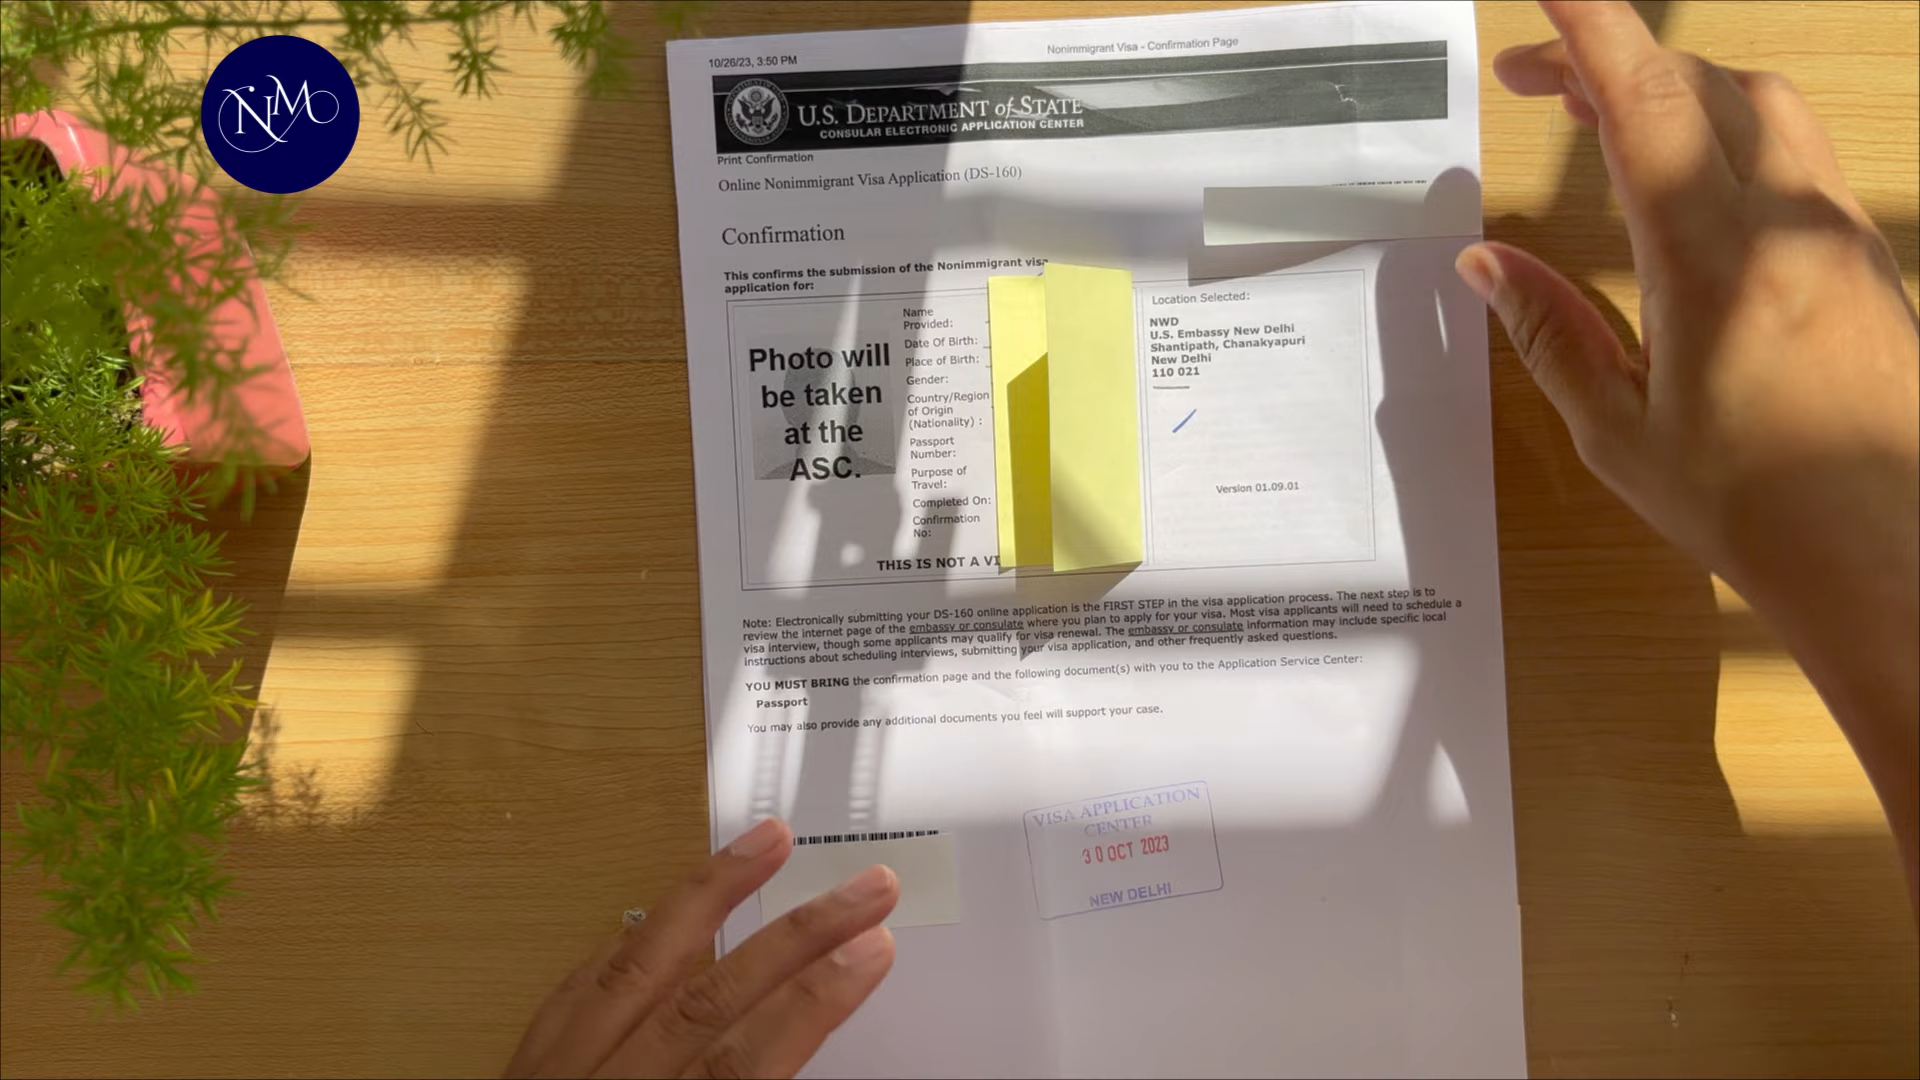 NM
10/26/23, 3:50 PM
Nonimmigrant Visa - Confirmation Page
U.S. DEPARTMENT of STATE
CONSULAR ELECTRONIC APPLICATION CENTER
Print Confirmation
Online Nonimmigrant Visa Application (DS-160)
Confirmation
This confirms the submission of the Nonimmigrant visa
application for:
Photo will
be taken
at the
ASC.
Name
Provided:
Date Of Birth:
Place of Birth:
Gender:
Country/Region
of Origin
(Nationality) :
Passport
Number:
Purpose of
Travel:
Completed On:
Confirmation
No:
THIS IS NOT A VI
Location Selected:
NWD
U.S. Embassy New Delhi
Shantipath, Chanakyapuri
New Delhi
110 021
Version 01.09.01
Note: Electronically submitting your DS-160 online application is the FIRST STEP in the visa application process. The next step is to
review the internet page of the embassy or consulate where you plan to apply for your visa. Most visa applicants will need to schedule a
visa interview, though some applicants may qualify for visa renewal. The embassy or consulate information may include specific local
instructions about scheduling interviews, submitting your visa application, and other frequently asked questions.
YOU MUST BRING the confirmation page and the following document(s) with you to the Application Service Center:
Passport
You may also provide any additional documents you feel will support your case.
VISA APPLICATION
CENTER
30 OCT 2023
NEW DELHI